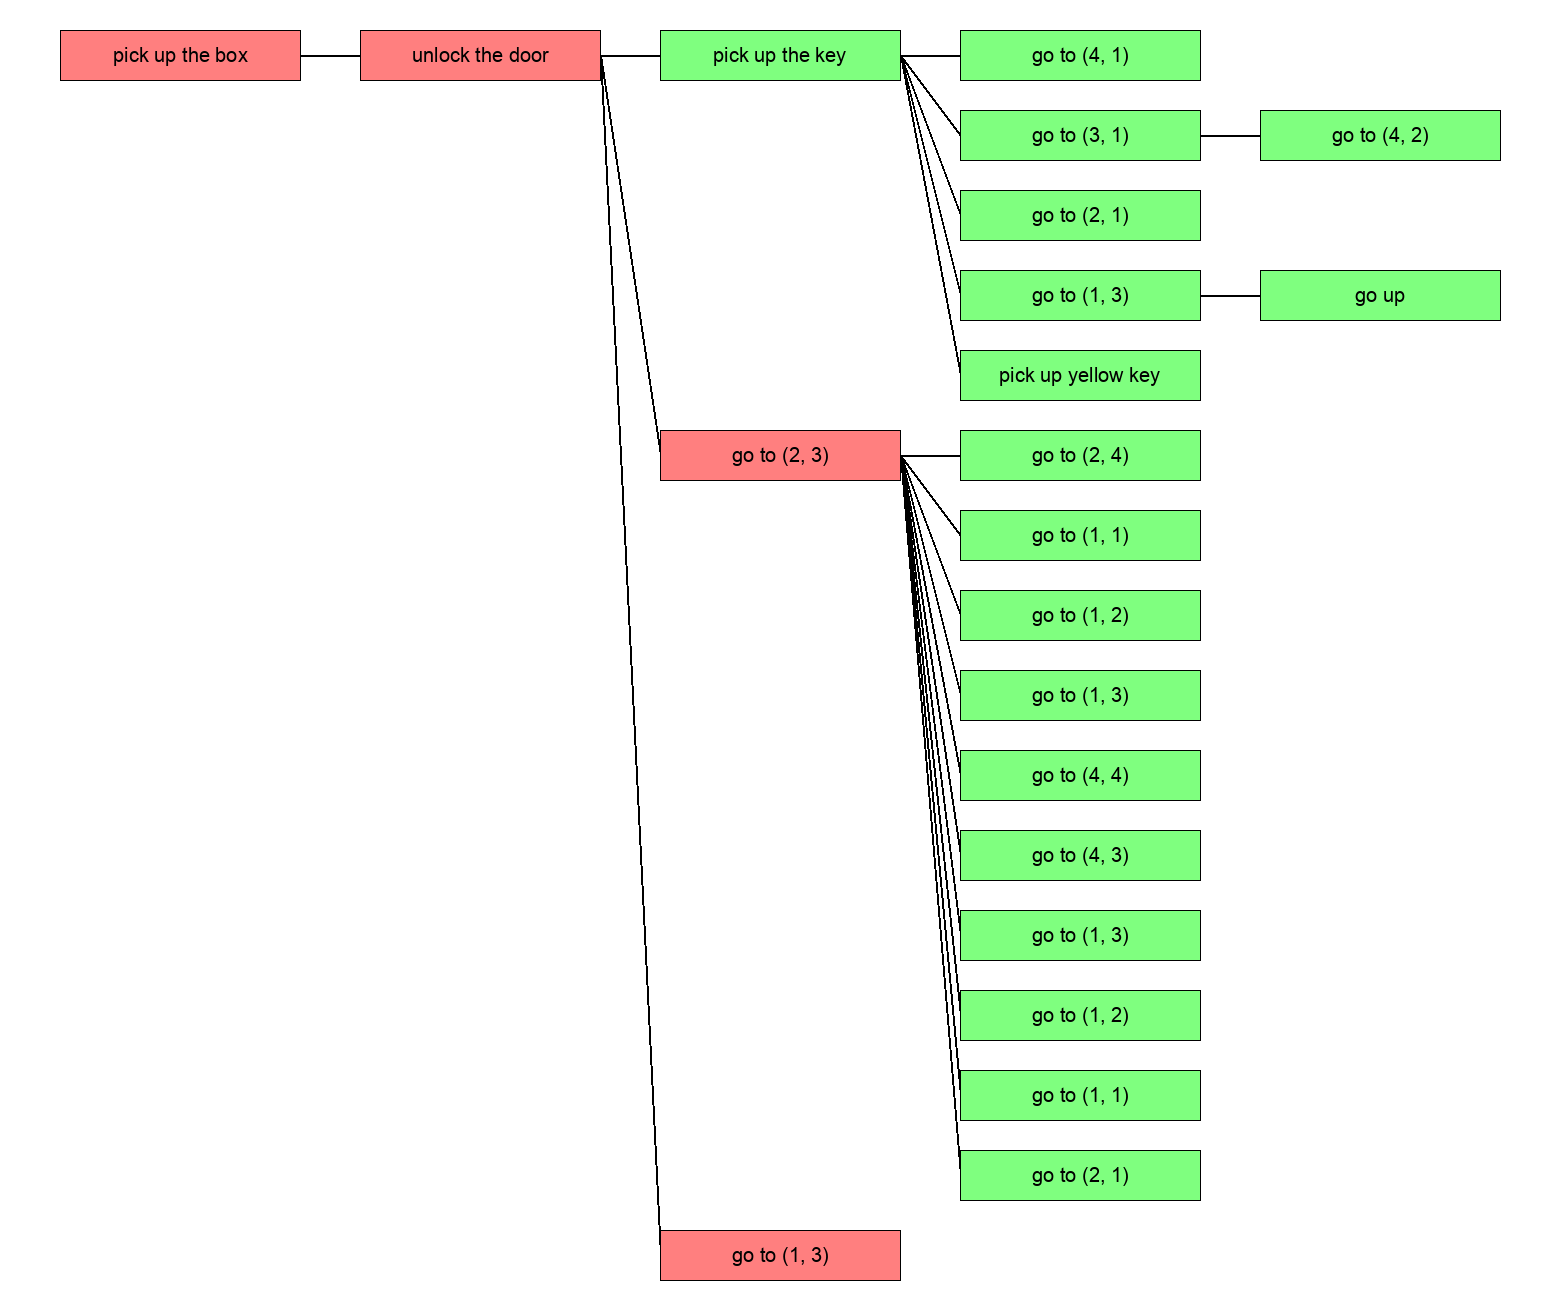 pick up the box
unlock the door
pick up the key
go to (4, 1)
go to (3, 1)
go to (4, 2)
go to (2, 1)
go to (1, 3)
go up
pick up yellow key
go to (2, 3)
go to (2, 4)
go to (1, 1)
go to (1, 2)
go to (1, 3)
go to (4, 4)
go to (4, 3)
go to (1, 3)
go to (1, 2)
go to (1, 1)
go to (2, 1)
go to (1, 3)